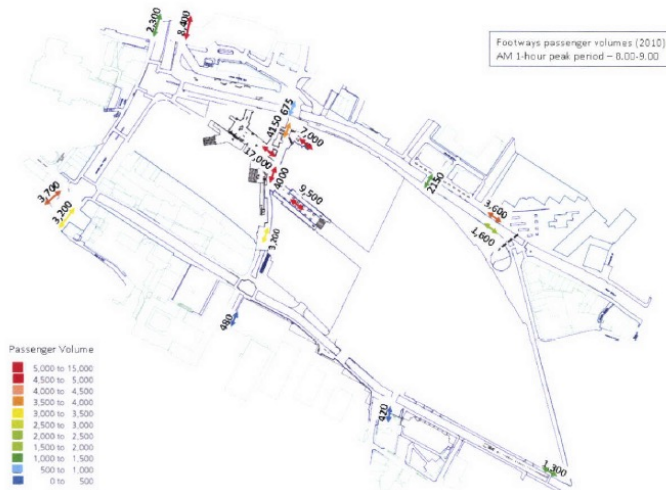 2,300
8,400
Footways passenger volumes (2010)
AM 1-hour peak period – 8.00-9.00
675
4150
7,000
17,000
4000
9,500
2150
3,600
1,600
3,700
3,200
3,200
480
420
1,300
Passenger Volume
5,000 to 15,000
4,500 to 5,000
4,000 to 4,500
3,500 to 4,000
3,000 to 3,500
2,500 to 3,000
2,000 to 2,500
1,500 to 2,000
1,000 to 1,500
500 to 1,000
0 to 500